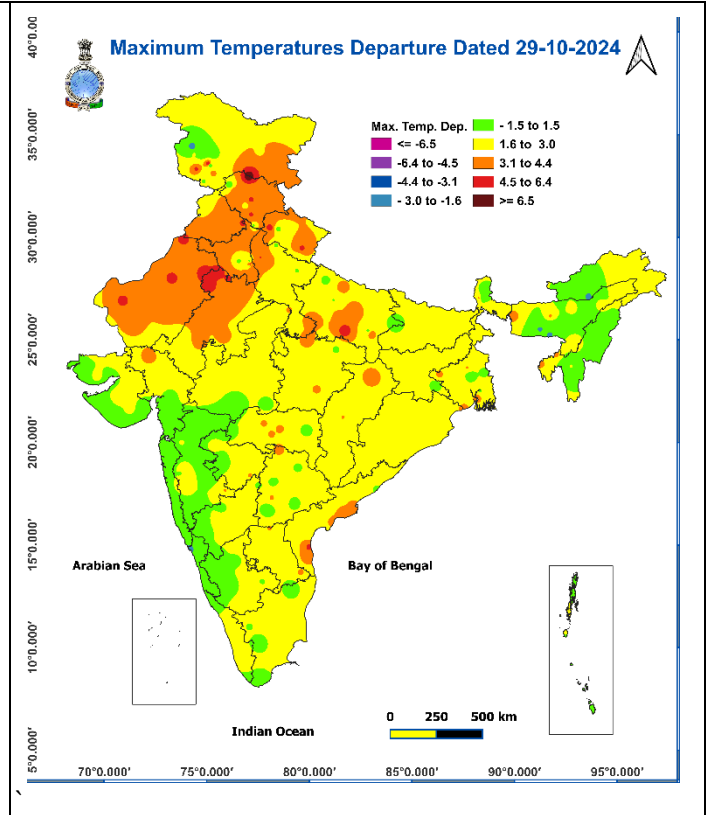 Maximum Temperatures Departure Dated 29-10-2024
Max. Temp. Dep.
<= -6.5
-6.4 to -4.5
-4.4 to -3.1
- 3.0 to -1.6
- 1.5 to 1.5
1.6 to 3.0
3.1 to 4.4
4.5 to 6.4
>= 6.5
40°0.00
35°0.000'
30°0.000'
25°0.000'
20°0.000'
15°0.000'
10°0.000'
5°0.000'
Arabian Sea
Bay of Bengal
Indian Ocean
0 250 500 km
70°0.000' 75°0.000' 80°0.000' 85°0.000' 90°0.000' 95°0.000'
`